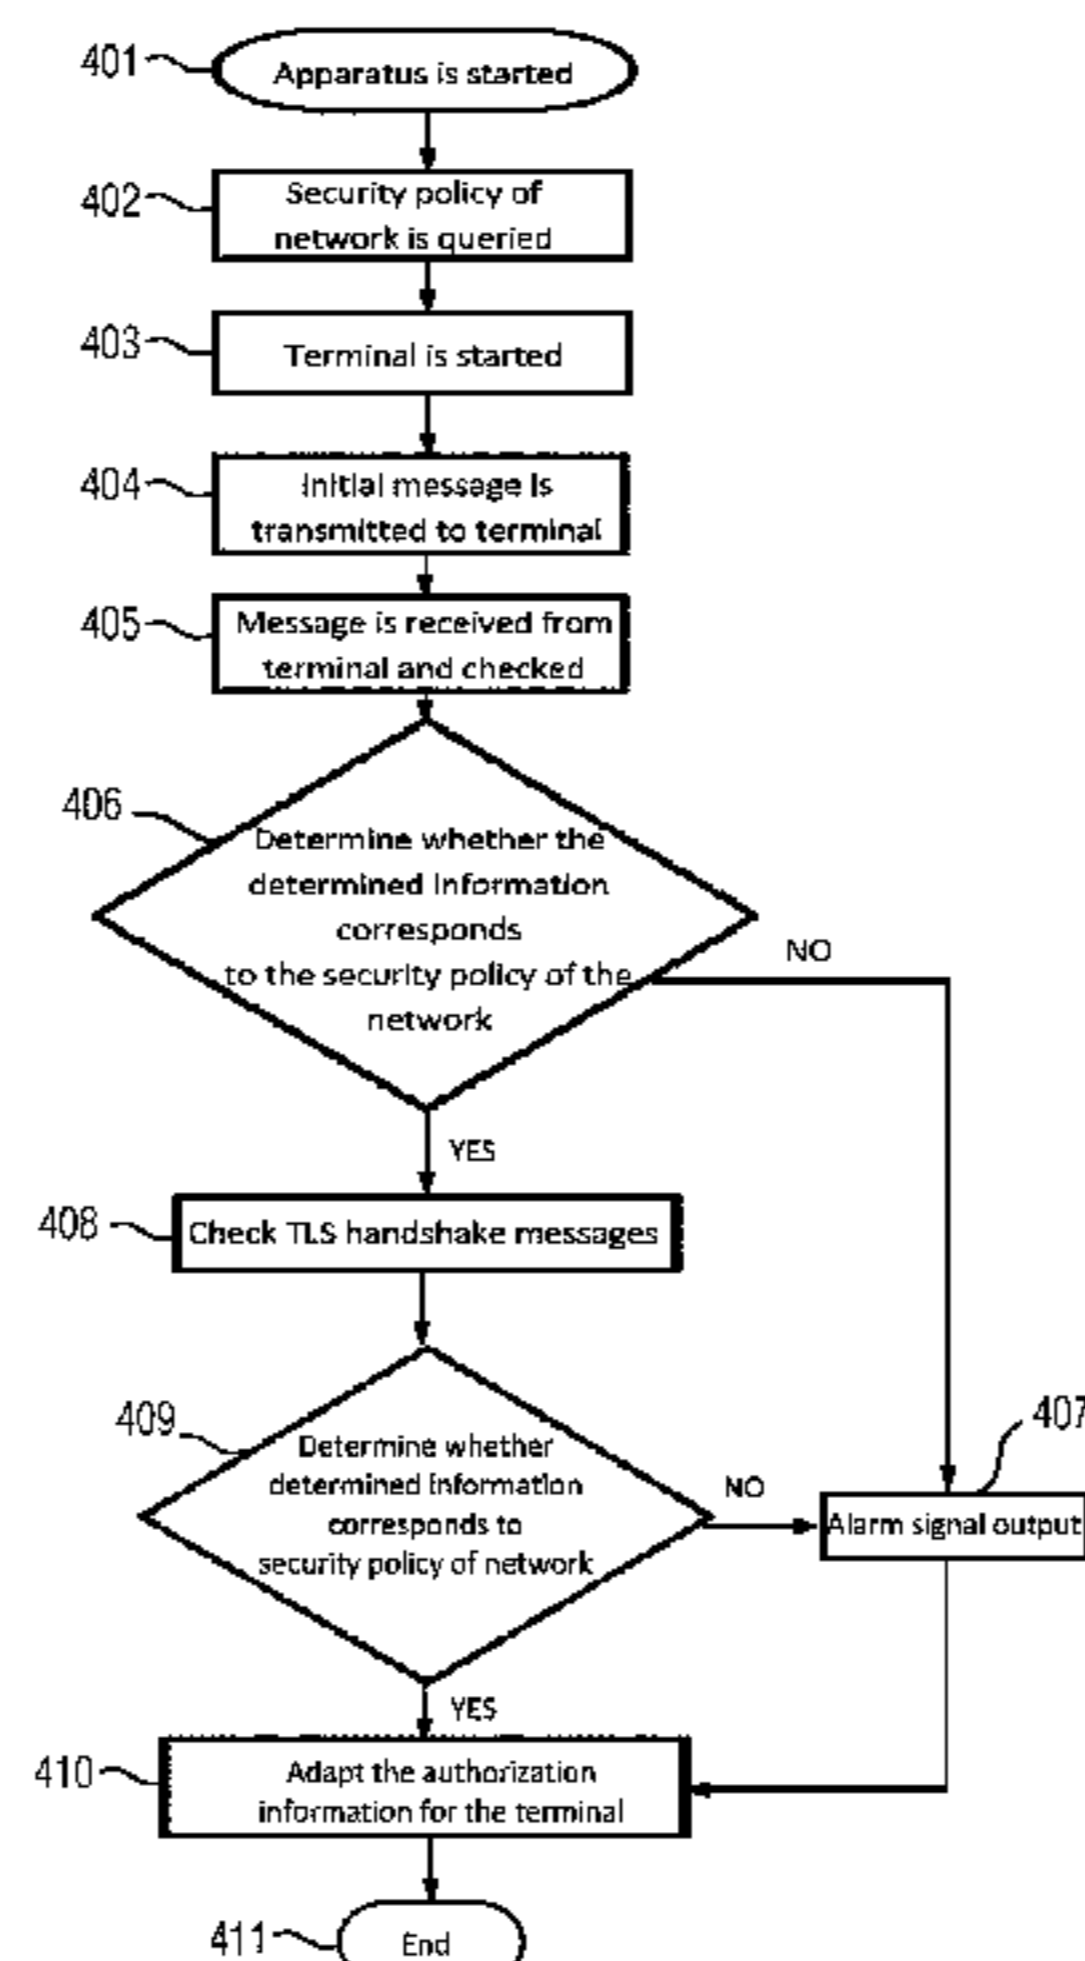 401
Apparatus is started
402
Security policy of
network is queried
403
Terminal is started
404
Initial message is
transmitted to terminal
405
Message is received from
terminal and checked
406
Determine whether the
determined information
corresponds
to the security policy of the
network
NO
YES
408
Check TLS handshake messages
409
Determine whether
determined information
corresponds to
security policy of network
NO
407
Alarm signal output
YES
410
Adapt the authorization
information for the terminal
411
End